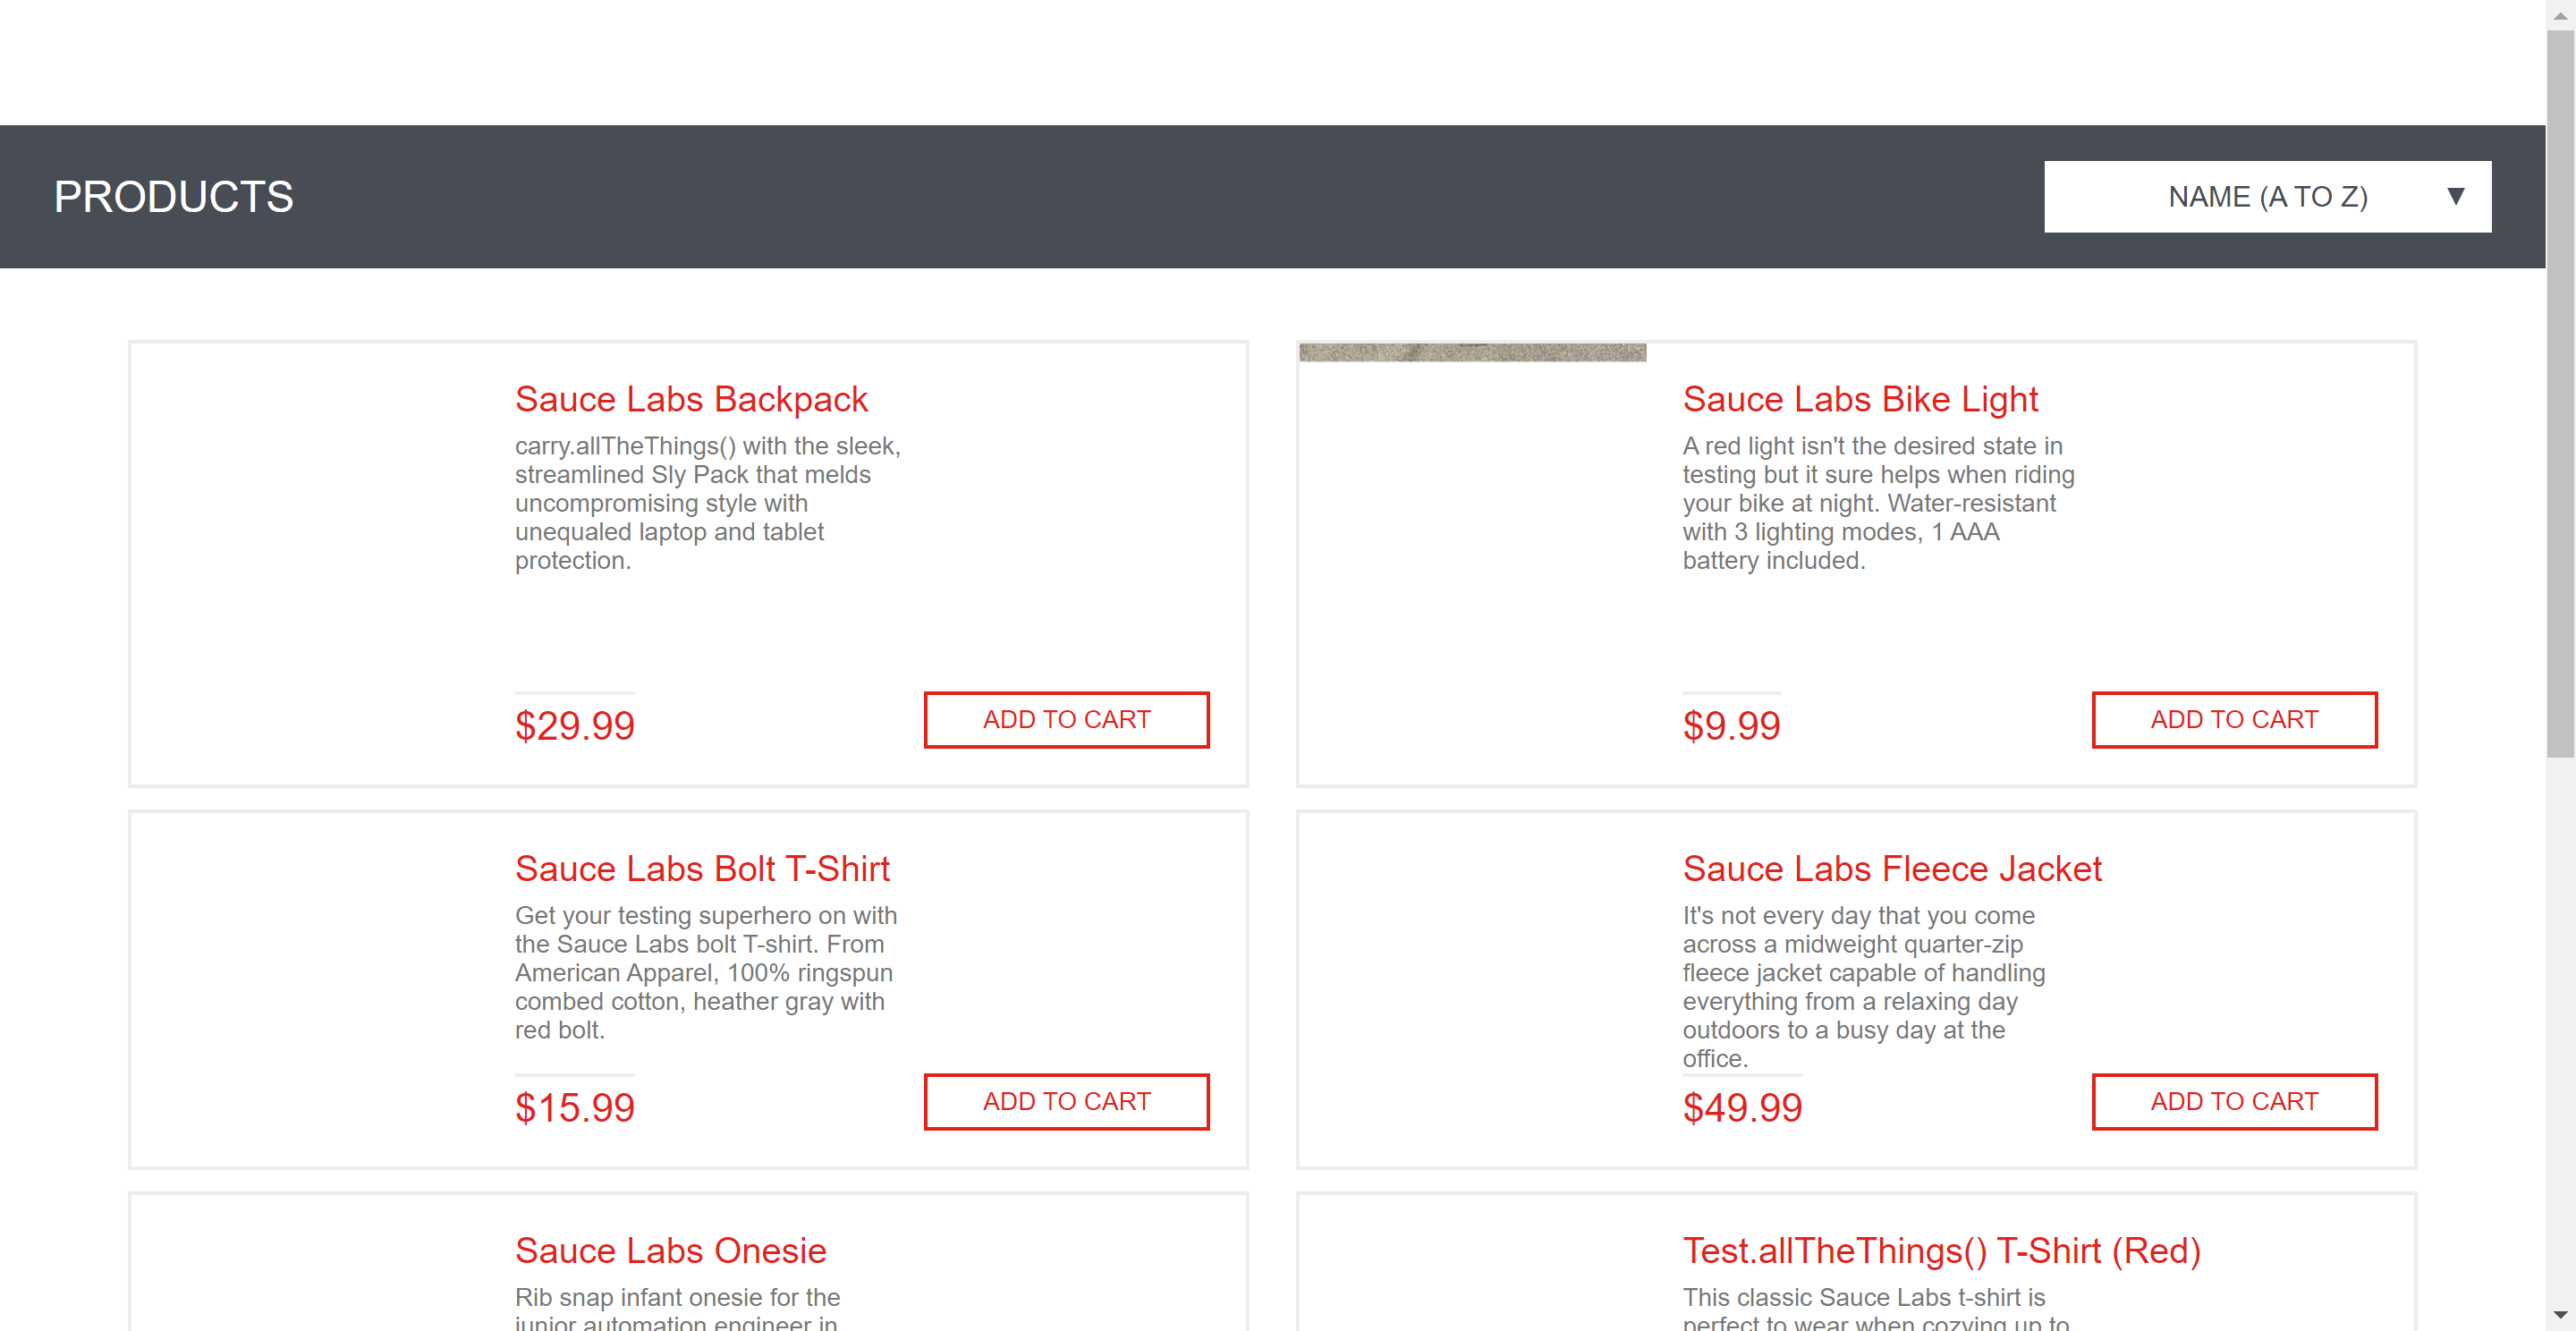 PRODUCTS
NAME (A TO Z)
Sauce Labs Backpack
carry.allTheThings() with the sleek,
streamlined Sly Pack that melds
uncompromising style with
unequaled laptop and tablet
protection.
$29.99
ADD TO CART
Sauce Labs Bike Light
A red light isn't the desired state in
testing but it sure helps when riding
your bike at night. Water-resistant
with 3 lighting modes, 1 AAA
battery included.
$9.99
ADD TO CART
Sauce Labs Bolt T-Shirt
Get your testing superhero on with
the Sauce Labs bolt T-shirt. From
American Apparel, 100% ringspun
combed cotton, heather gray with
red bolt.
$15.99
ADD TO CART
Sauce Labs Fleece Jacket
It's not every day that you come
across a midweight quarter-zip
fleece jacket capable of handling
everything from a relaxing day
outdoors to a busy day at the
office.
$49.99
ADD TO CART
Sauce Labs Onesie
Rib snap infant onesie for the
junior automation engineer in
Test.allTheThings() T-Shirt (Red)
This classic Sauce Labs t-shirt is
perfect to wear when cozying up to